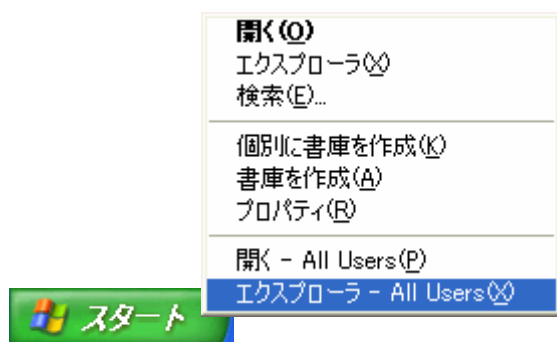 開く(O)
エクスプローラ(X)
検索(E)...
個別に書庫を作成(K)
書庫を作成(A)
プロパティ(R)
開く - All Users(P)
エクスプローラ - All Users(X)
スタート